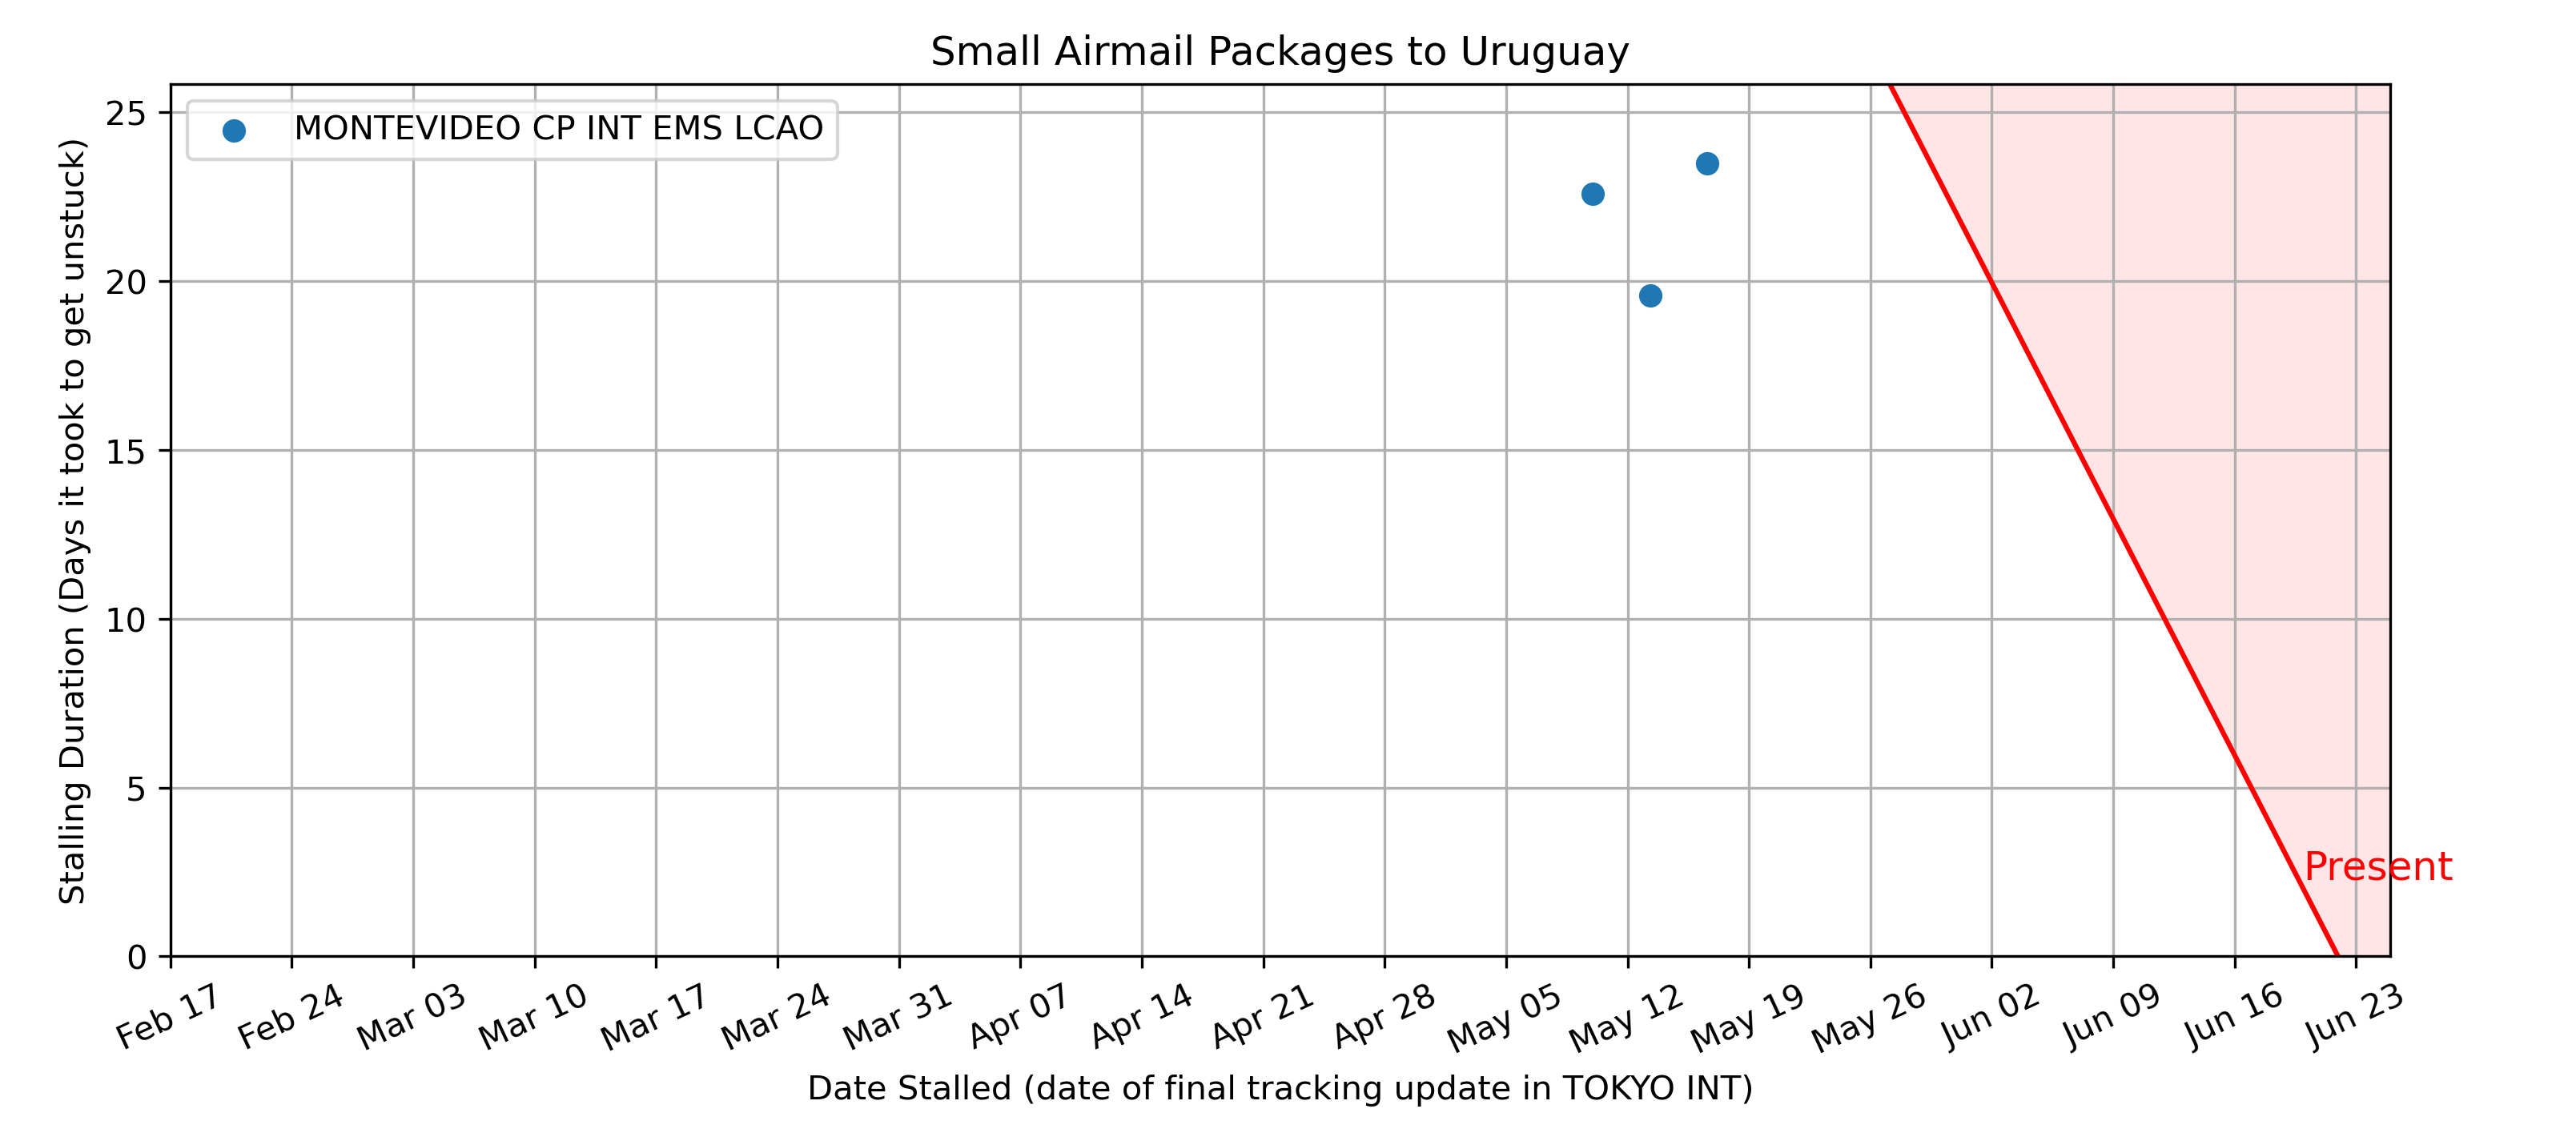 Small Airmail Packages to Uruguay
MONTEVIDEO CP INT EMS LCAO
Stalling Duration (Days it took to get unstuck)
25
20
15
10
5
0
Present
Feb 17 Feb 24 Mar 03 Mar 10 Mar 17 Mar 24 Mar 31 Apr 07 Apr 14 Apr 21 Apr 28 May 05 May 12 May 19 May 26 Jun 02 Jun 09 Jun 16 Jun 23
Date Stalled (date of final tracking update in TOKYO INT)